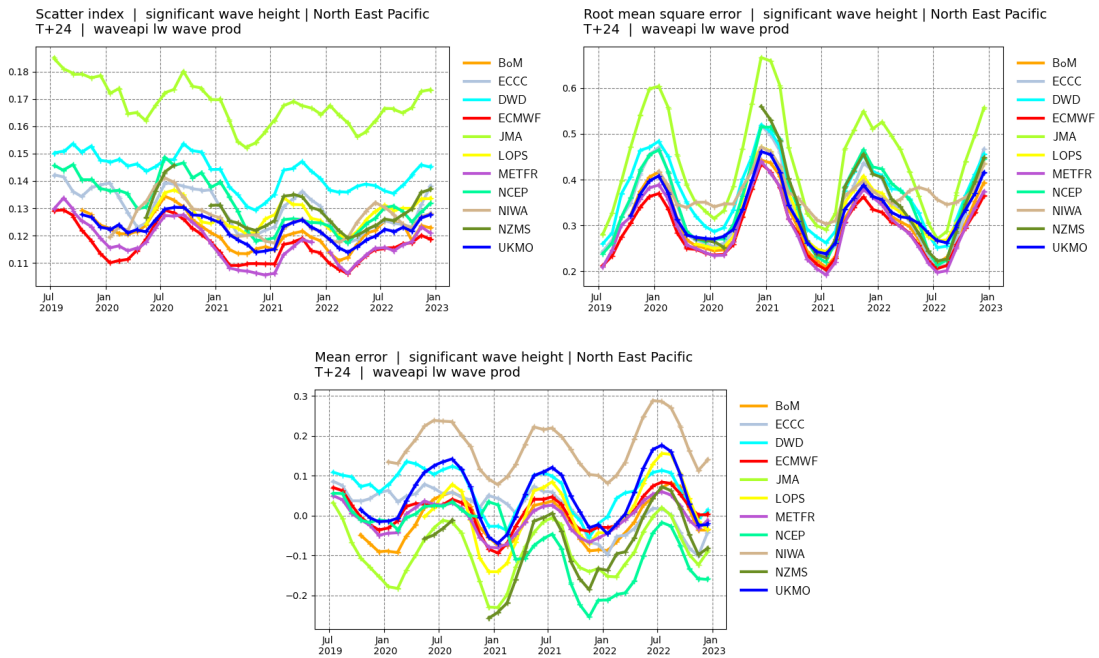 Scatter index | significant wave height | North East Pacific
T+24 | waveapi lw wave prod
0.18
0.17
0.16
0.15
0.14
0.13
0.12
0.11
Jul 2019
Jan 2020
Jul 2020
Jan 2021
Jul 2021
Jan 2022
Jul 2022
Jan 2023
BoM
ECCC
DWD
ECMWF
JMA
LOPS
METFR
NCEP
NIWA
NZMS
UKMO
Root mean square error | significant wave height | North East Pacific
T+24 | waveapi lw wave prod
0.6
0.5
0.4
0.3
0.2
Jul 2019
Jan 2020
Jul 2020
Jan 2021
Jul 2021
Jan 2022
Jul 2022
Jan 2023
BoM
ECCC
DWD
ECMWF
JMA
LOPS
METFR
NCEP
NIWA
NZMS
UKMO
Mean error | significant wave height | North East Pacific
T+24 | waveapi lw wave prod
0.3
0.2
0.1
0.0
−0.1
−0.2
Jul 2019
Jan 2020
Jul 2020
Jan 2021
Jul 2021
Jan 2022
Jul 2022
Jan 2023
BoM
ECCC
DWD
ECMWF
JMA
LOPS
METFR
NCEP
NIWA
NZMS
UKMO